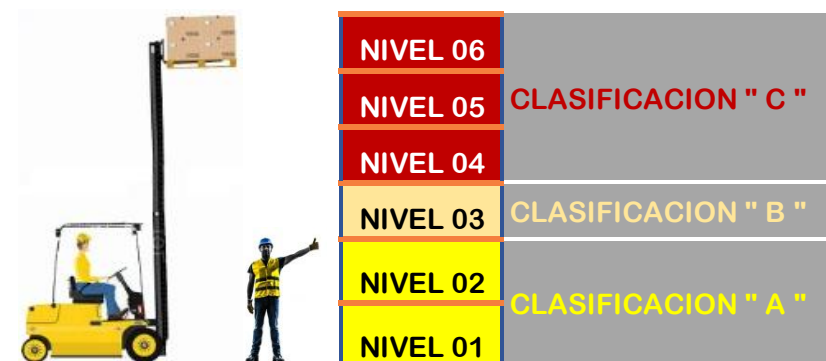 NIVEL 06
NIVEL 05
CLASIFICACION " C "
NIVEL 04
NIVEL 03
CLASIFICACION " B "
NIVEL 02
CLASIFICACION " A "
NIVEL 01